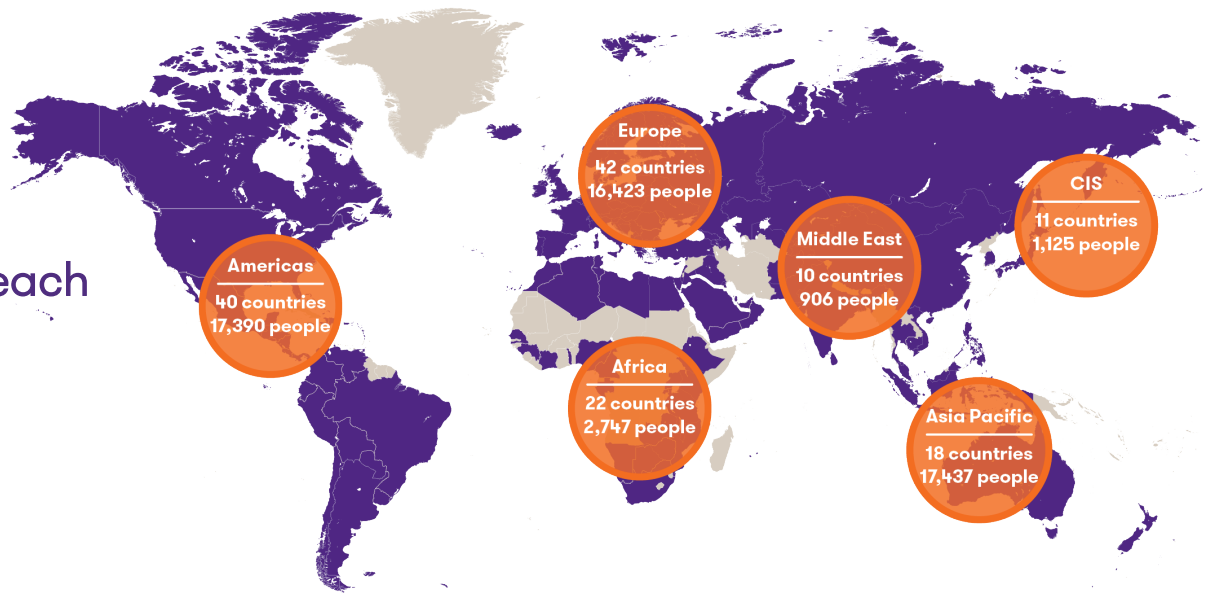 each
Europe
42 countries
16,423 people
CIS
11 countries
1,125 people
Middle East
10 countries
906 people
Americas
40 countries
17,390 people
Africa
22 countries
2,747 people
Asia Pacific
18 countries
17,437 people